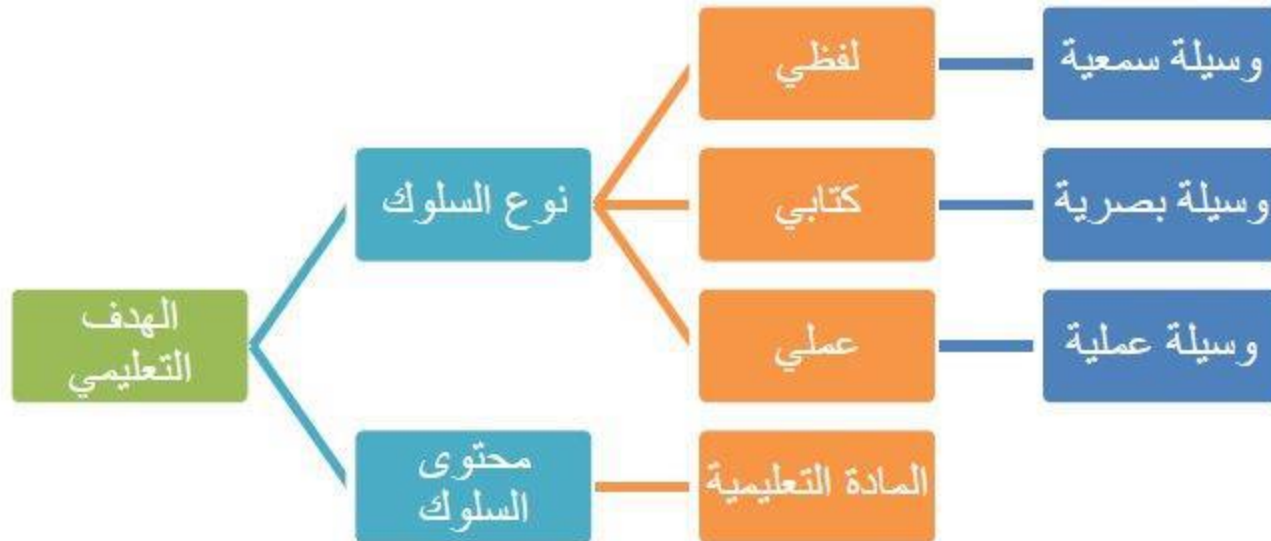 الهدف
التعليمي
نوع السلوك
لفظي
وسيلة سمعية
كتابي
وسيلة بصرية
عملي
وسيلة عملية
محتوى
السلوك
المادة التعليمية